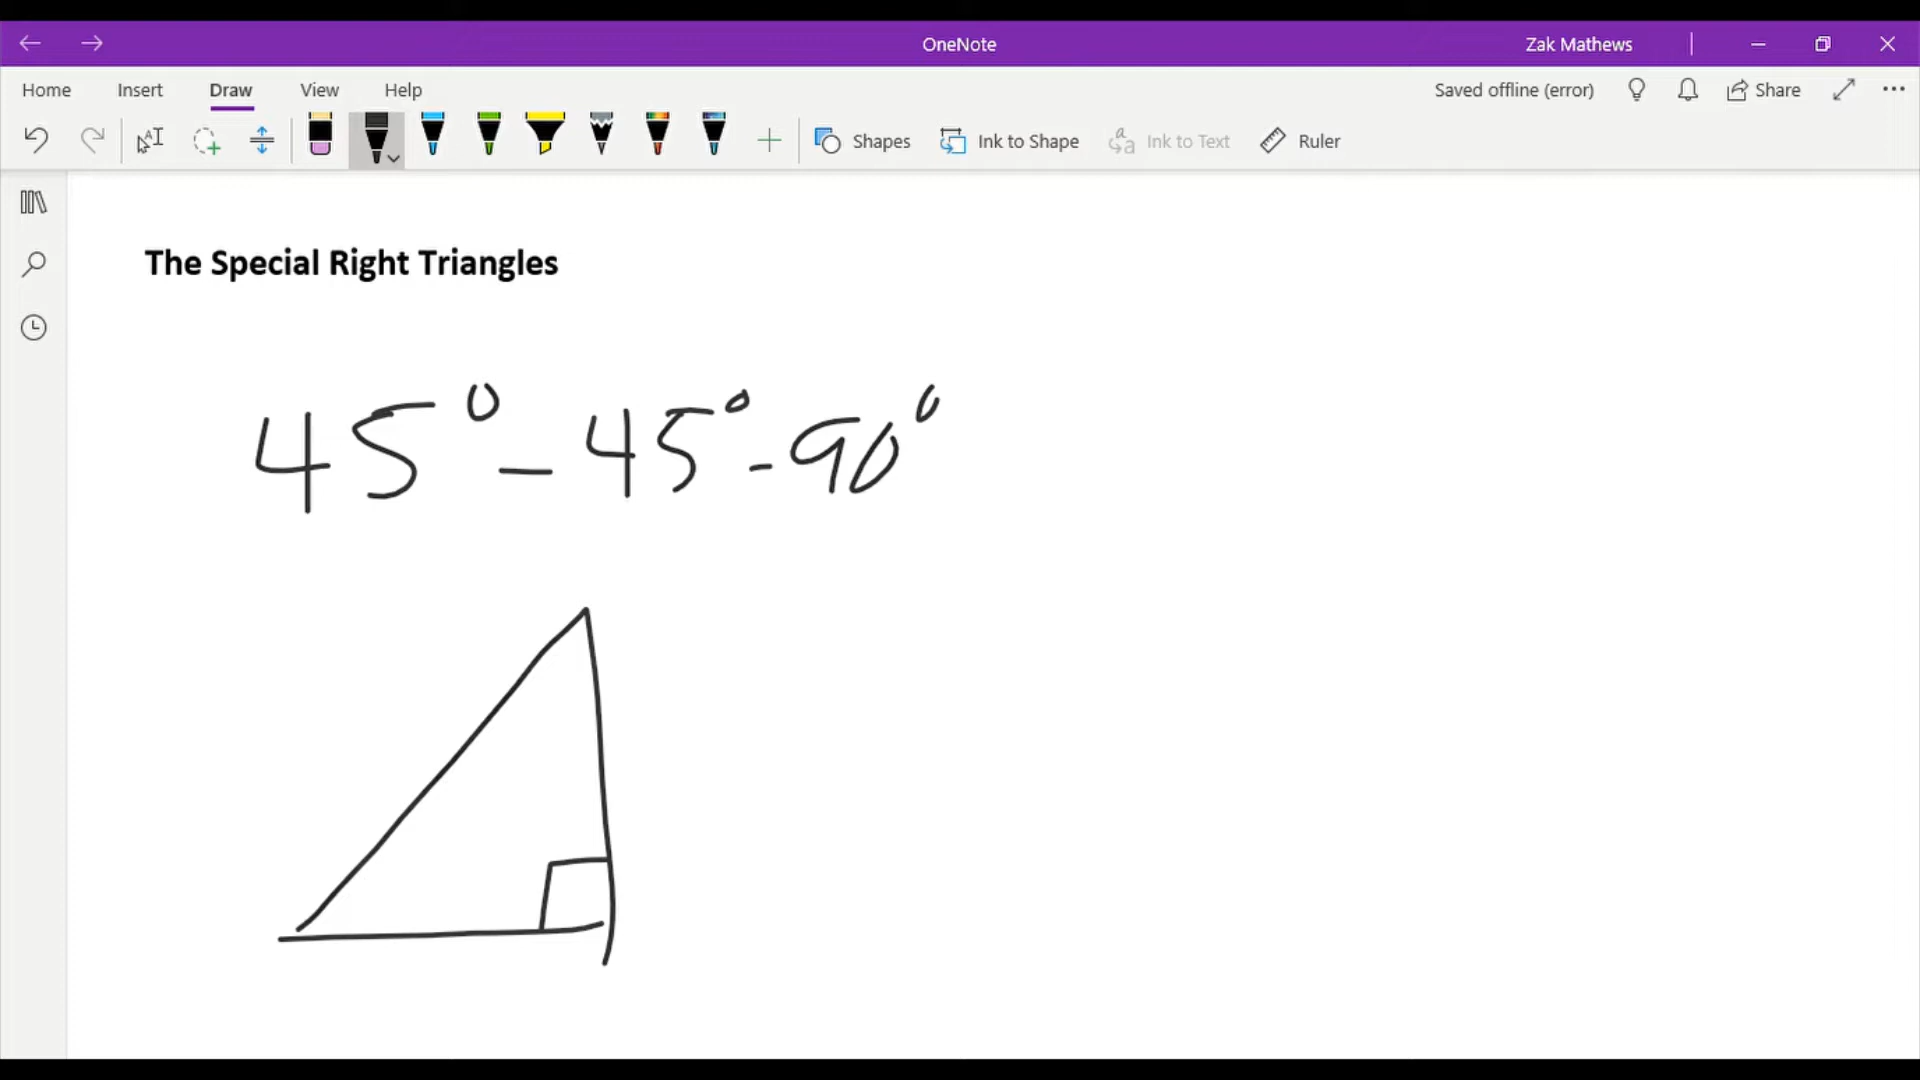 OneNote
Zak Mathews
Home Insert Draw View Help
Saved offline (error) Share
Shapes Ink to Shape Ink to Text Ruler
The Special Right Triangles
45° - 45° - 90°